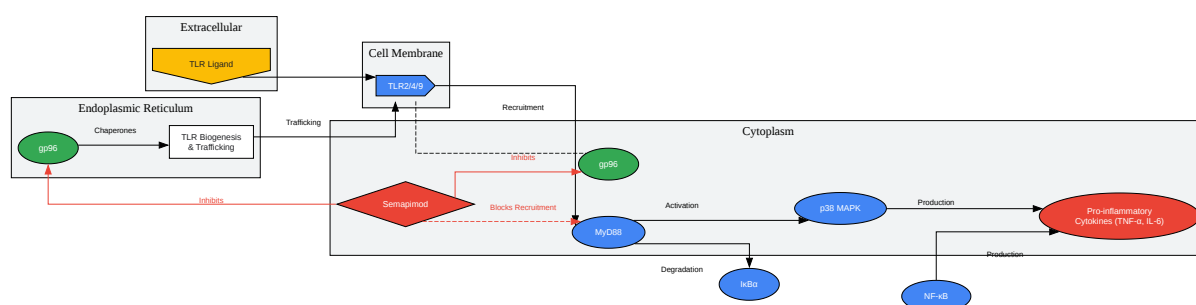 Extracellular
TLR Ligand
Cell Membrane
TLR2/4/9
Recruitment
Endoplasmic Reticulum
Chaperones
gp96
TLR Biogenesis
& Trafficking
Trafficking
Cytoplasm
Inhibits
gp96
Inhibits
Semapimod
Blocks Recruitment
MyD88
Activation
p38 MAPK
Production
Pro-inflammatory
Cytokines (TNF-α, IL-6)
Production
Degradation
IκBα
NF-κB